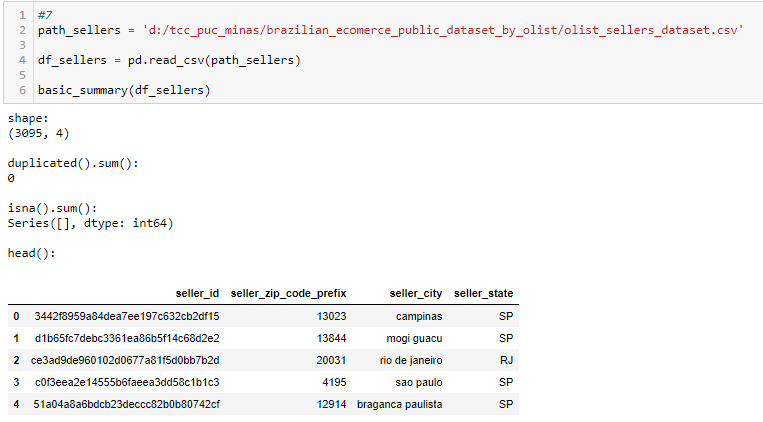 1 #7
2 path_sellers = 'd:/tcc_puc_minas/brazilian_ecomerce_public_dataset_by_olist/olist_sellers_dataset.csv'
3
4 df_sellers = pd.read_csv(path_sellers)
5
6 basic_summary(df_sellers)
shape:
(3095, 4)
duplicated().sum():
0
isna().sum():
Series([], dtype: int64)
head():
seller_id seller_zip_code_prefix seller_city seller_state
0 3442f8959a84dea7ee197c632cb2df15 13023 campinas SP
1 d1b65fc7debc3361ea86b5f14c68d2e2 13844 mogi guacu SP
2 ce3ad9de960102d0677a81f5d0bb7b2d 20031 rio de janeiro RJ
3 c0f3eea2e14555b6faeea3dd58c1b1c3 4195 sao paulo SP
4 51a04a8a6bdcb23deccc82b0b80742cf 12914 braganca paulista SP